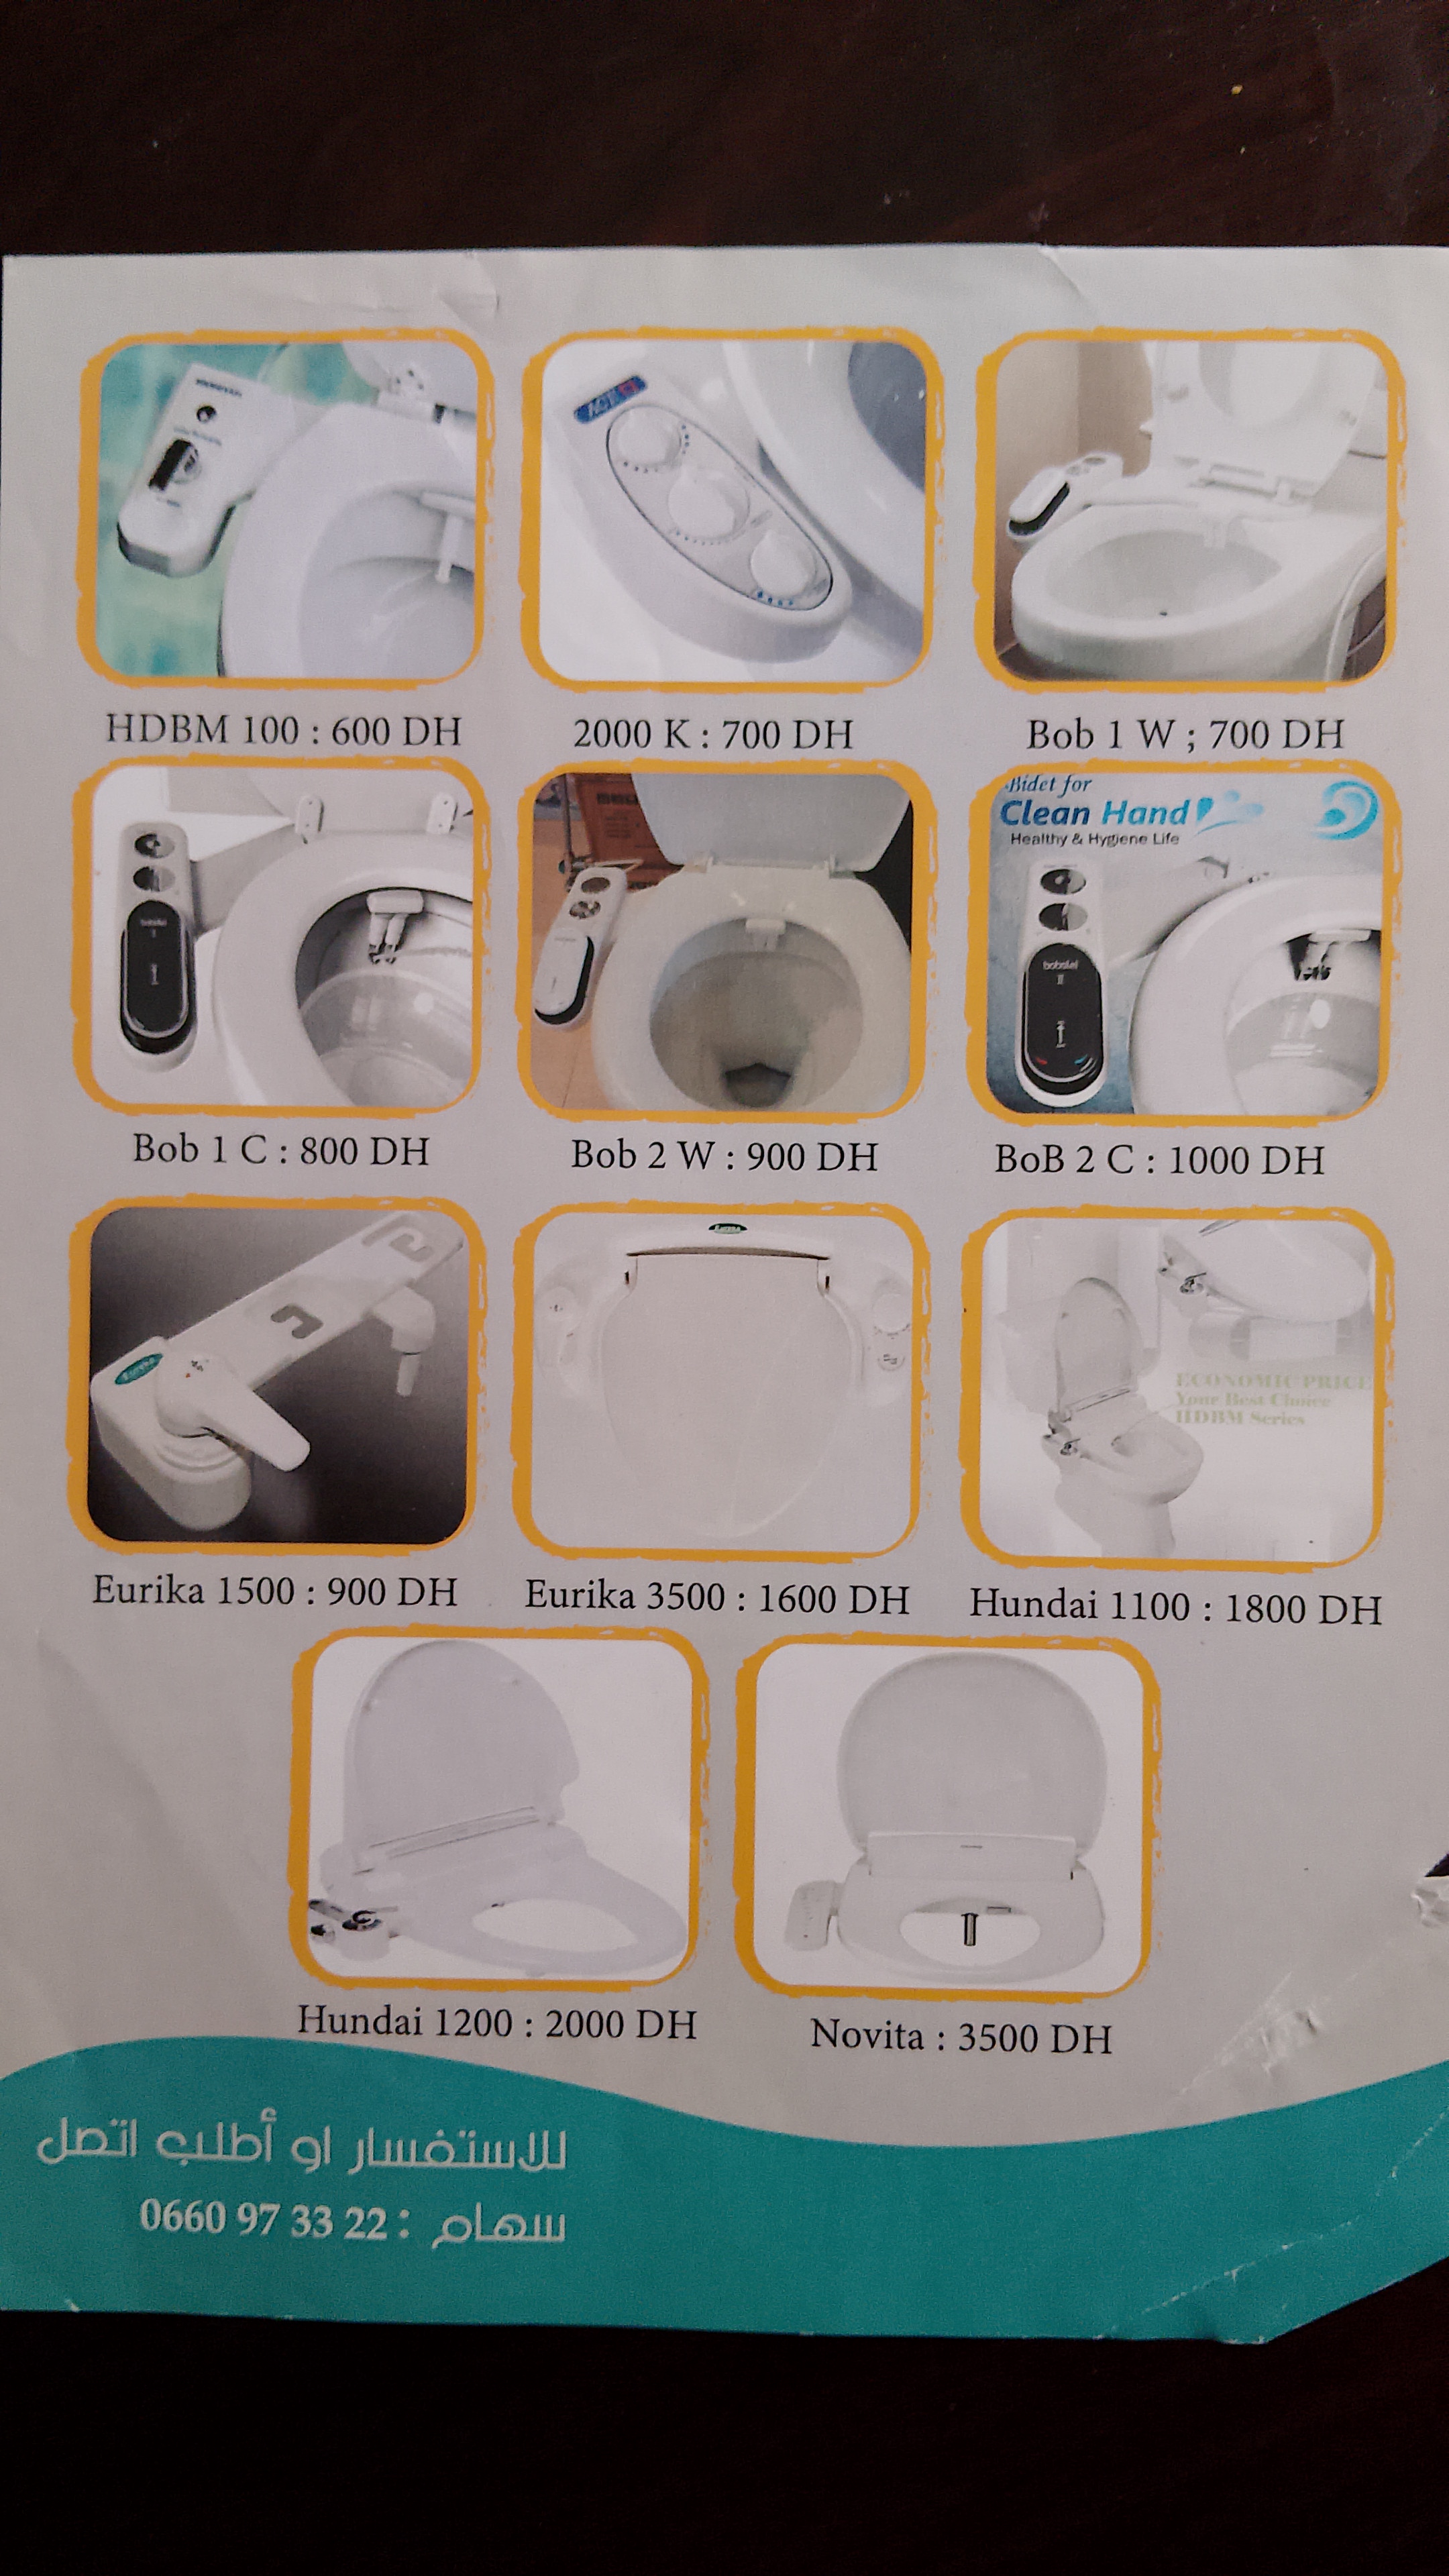 HDBM 100 : 600 DH
2000 K : 700 DH
Bob 1 W ; 700 DH
Bidet for
Clean Hand
Healthy & Hygiene Life
Bob 1 C : 800 DH
Bob 2 W : 900 DH
BoB 2 C : 1000 DH
Eureka
ECONOMIC PRICE
Your Best Choice
HDBM Series
Eurika 1500 : 900 DH
Eurika 3500 : 1600 DH
Hundai 1100 : 1800 DH
Hundai 1200 : 2000 DH
Novita : 3500 DH
للاستفسار او أطلب اتصل
سهام : 0660 97 33 22